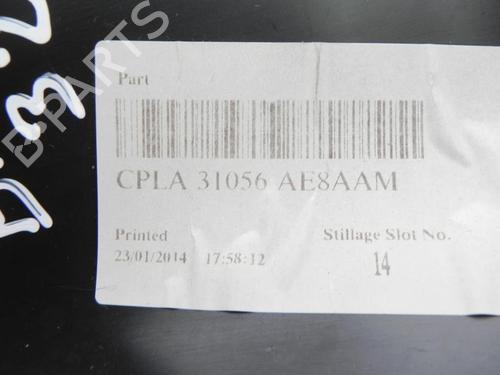 Part
CPLA 31056 AE8AAM
Printed
Stillage Slot No.
23/01/2014 17:58:12
14
B-PARTS